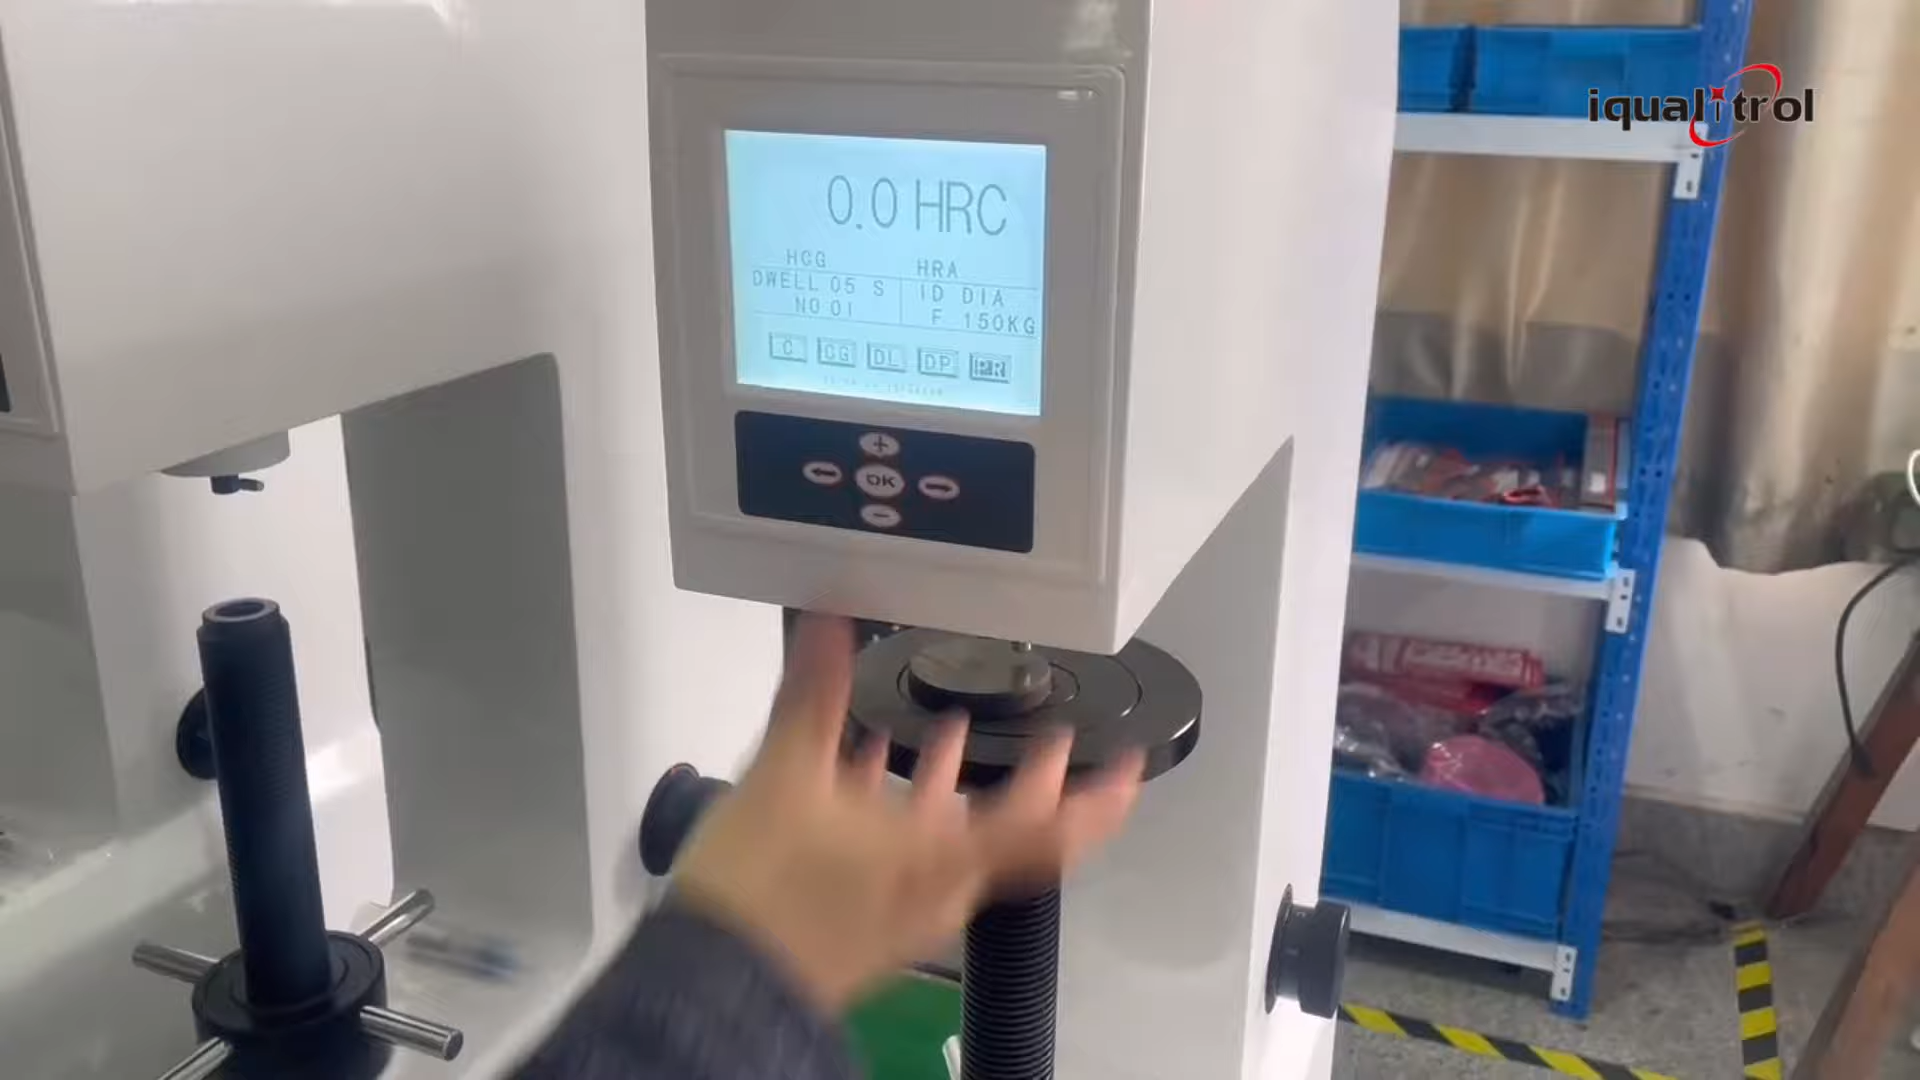 iqualitrol
0.0 HRC
HCG HRA
DWELL 05 S ID DIA
NO 01 F 150KG
C CG DL DP PR
+
← OK →
−